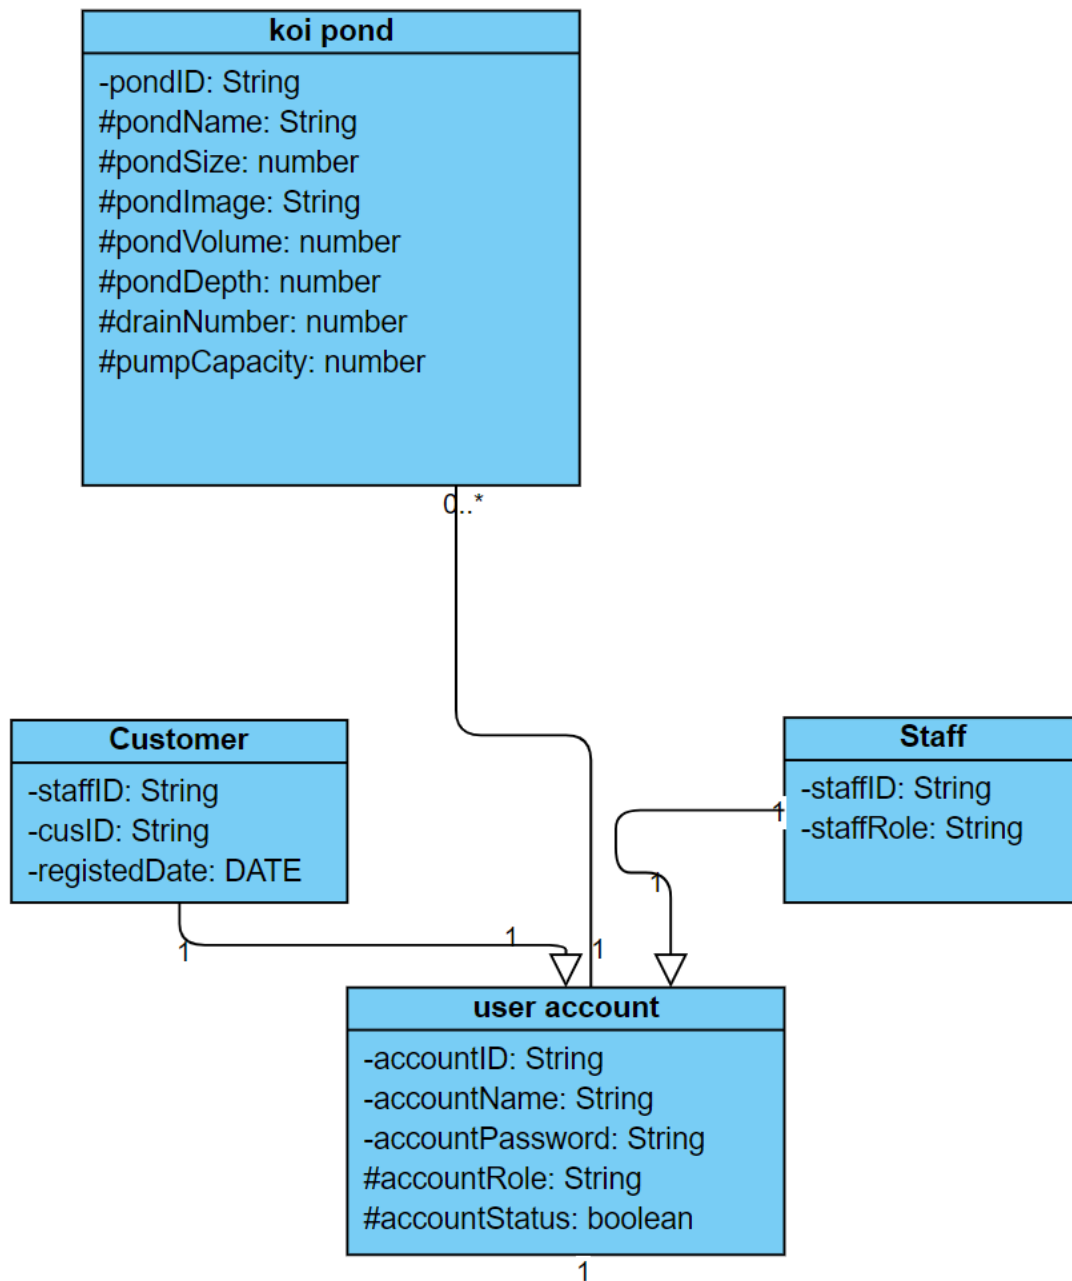 koi pond
-pondID: String
#pondName: String
#pondSize: number
#pondImage: String
#pondVolume: number
#pondDepth: number
#drainNumber: number
#pumpCapacity: number
0..*
Customer
-staffID: String
-cusID: String
-registedDate: DATE
Staff
-staffID: String
-staffRole: String
1
1
1
1
1
user account
-accountID: String
-accountName: String
-accountPassword: String
#accountRole: String
#accountStatus: boolean
1